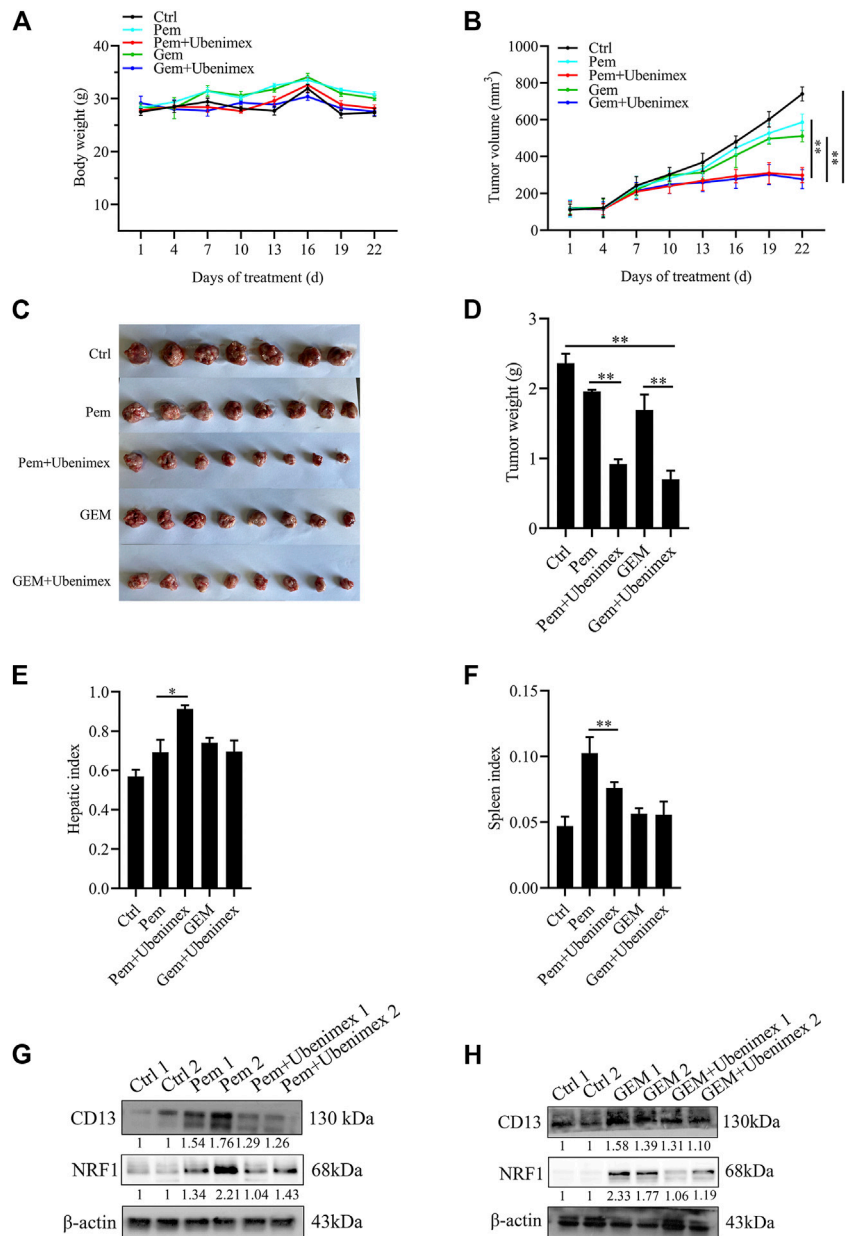 A
Ctrl
Pem
Pem+Ubenimex
Gem
Gem+Ubenimex
Body weight (g)
40
30
20
10
1 4 7 10 13 16 19 22
Days of treatment (d)
B
Ctrl
Pem
Pem+Ubenimex
Gem
Gem+Ubenimex
Tumor volume (mm³)
1000
800
600
400
200
0
1 4 7 10 13 16 19 22
Days of treatment (d)
**
**
C
Ctrl
Pem
Pem+Ubenimex
GEM
GEM+Ubenimex
D
Tumor weight (g)
3
2
1
0
**
**
**
Ctrl
Pem
Pem+Ubenimex
GEM
Gem+Ubenimex
E
Hepatic index
1.0
0.8
0.6
0.4
0.2
0.0
*
Ctrl
Pem
Pem+Ubenimex
GEM
Gem+Ubenimex
F
Spleen index
0.15
0.10
0.05
0.00
**
Ctrl
Pem
Pem+Ubenimex
GEM
Gem+Ubenimex
G
Ctrl 1
Ctrl 2
Pem 1
Pem 2
Pem+Ubenimex 1
Pem+Ubenimex 2
CD13 130 kDa
1 1 1.54 1.76 1.29 1.26
NRF1 68kDa
1 1 1.34 2.21 1.04 1.43
β-actin 43kDa
H
Ctrl 1
Ctrl 2
GEM 1
GEM 2
GEM+Ubenimex 1
GEM+Ubenimex 2
CD13 130kDa
1 1 1.58 1.39 1.31 1.10
NRF1 68kDa
1 1 2.33 1.77 1.06 1.19
β-actin 43kDa